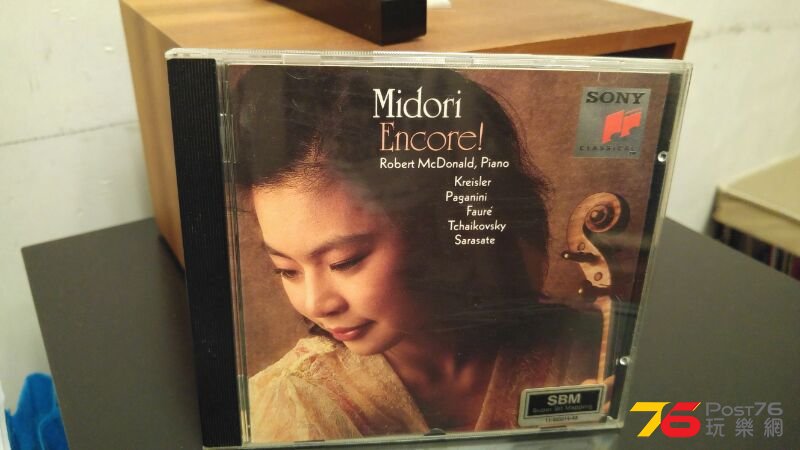 Midori
Encore!
Robert McDonald, Piano
Kreisler
Paganini
Fauré
Tchaikovsky
Sarasate
SONY
CLASSICAL
SBM
Super Bit Mapping
76 Post76
玩樂網